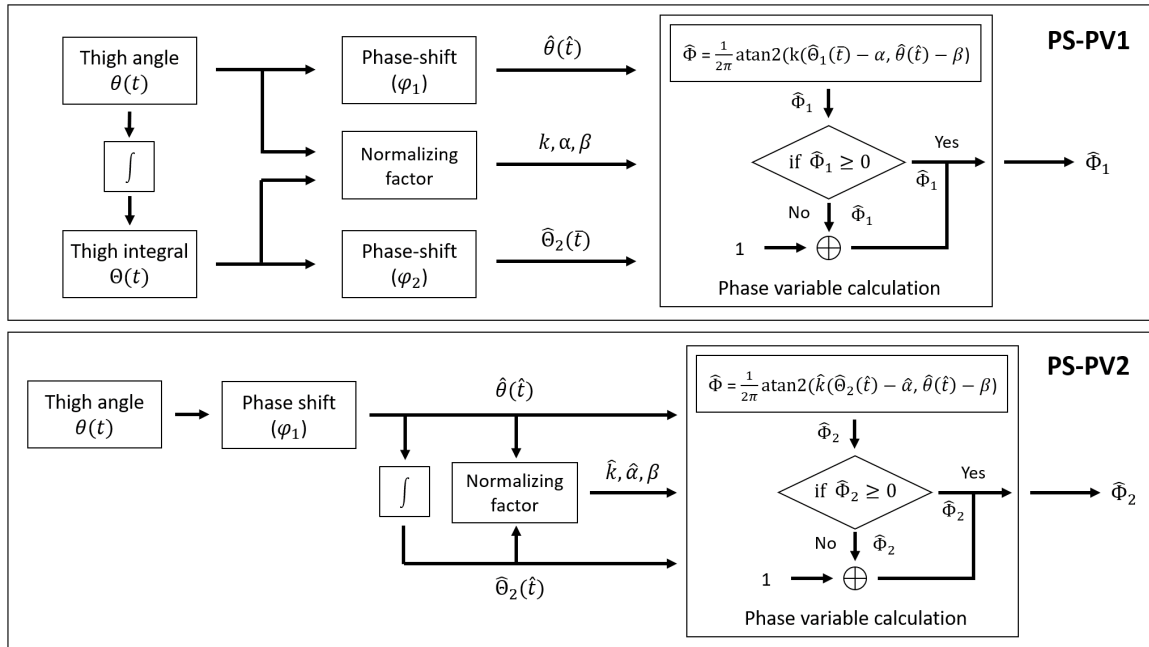 PS-PV1
Thigh angle
θ(t)
∫
Thigh integral
Θ(t)
Phase-shift
(φ₁)
Normalizing
factor
Phase-shift
(φ₂)
θ̂(t̂)
k, α, β
Θ̂₂(t̄)
Φ̂ = 1/2π atan2(k(Θ̂₁(t̄) − α, θ̂(t̂) − β)
Φ̂₁
if Φ̂₁ ≥ 0
Yes
Φ̂₁
No
Φ̂₁
1
Phase variable calculation
Φ̂₁
PS-PV2
Thigh angle
θ(t)
Phase shift
(φ₁)
θ̂(t̂)
∫
Normalizing
factor
k̂, α̂, β
Θ̂₂(t̂)
Φ̂ = 1/2π atan2(k̂(Θ̂₂(t̂) − α̂, θ̂(t̂) − β)
Φ̂₂
if Φ̂₂ ≥ 0
Yes
Φ̂₂
No
Φ̂₂
1
Phase variable calculation
Φ̂₂